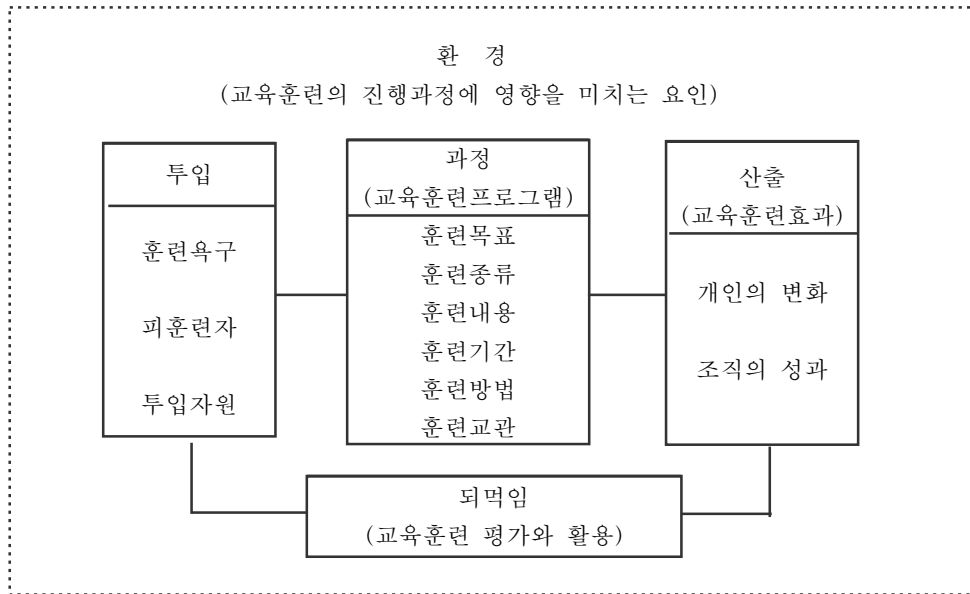 환 경
(교육훈련의 진행과정에 영향을 미치는 요인)
투입
훈련욕구
피훈련자
투입자원
과정
(교육훈련프로그램)
훈련목표
훈련종류
훈련내용
훈련기간
훈련방법
훈련교관
산출
(교육훈련효과)
개인의 변화
조직의 성과
되먹임
(교육훈련 평가와 활용)